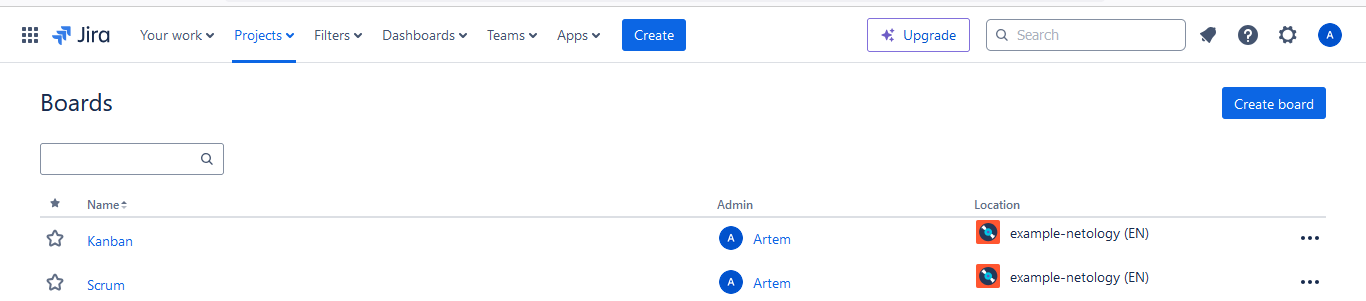 Jira Your work Projects Filters Dashboards Teams Apps Create Upgrade Search A
Boards Create board
Name Admin Location
Kanban A Artem example-netology (EN)
Scrum A Artem example-netology (EN)